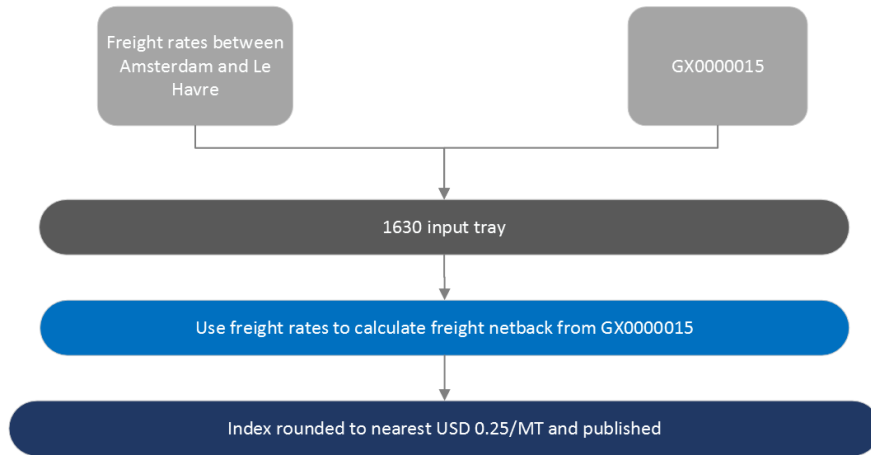 Freight rates between
Amsterdam and Le
Havre
GX0000015
1630 input tray
Use freight rates to calculate freight netback from GX0000015
Index rounded to nearest USD 0.25/MT and published